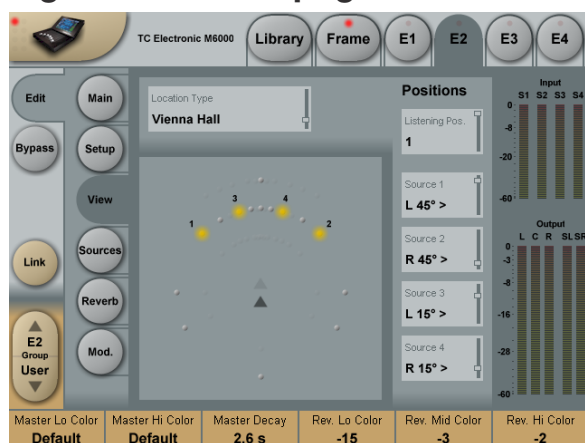 TC Electronic M6000
Library
Frame
E1
E2
E3
E4
Edit
Bypass
Link
E2
Group
User
Main
Setup
View
Sources
Reverb
Mod.
Location Type
Vienna Hall
1
3
4
2
Positions
Listening Pos.
1
Source 1
L 45° >
Source 2
R 45° >
Source 3
L 15° >
Source 4
R 15° >
Input
S1 S2 S3 S4
0
-8
-20
-60
Output
L C R SL SR
0
-8
-16
-28
-60
Master Lo Color
Default
Master Hi Color
Default
Master Decay
2.6 s
Rev. Lo Color
-15
Rev. Mid Color
-3
Rev. Hi Color
-2